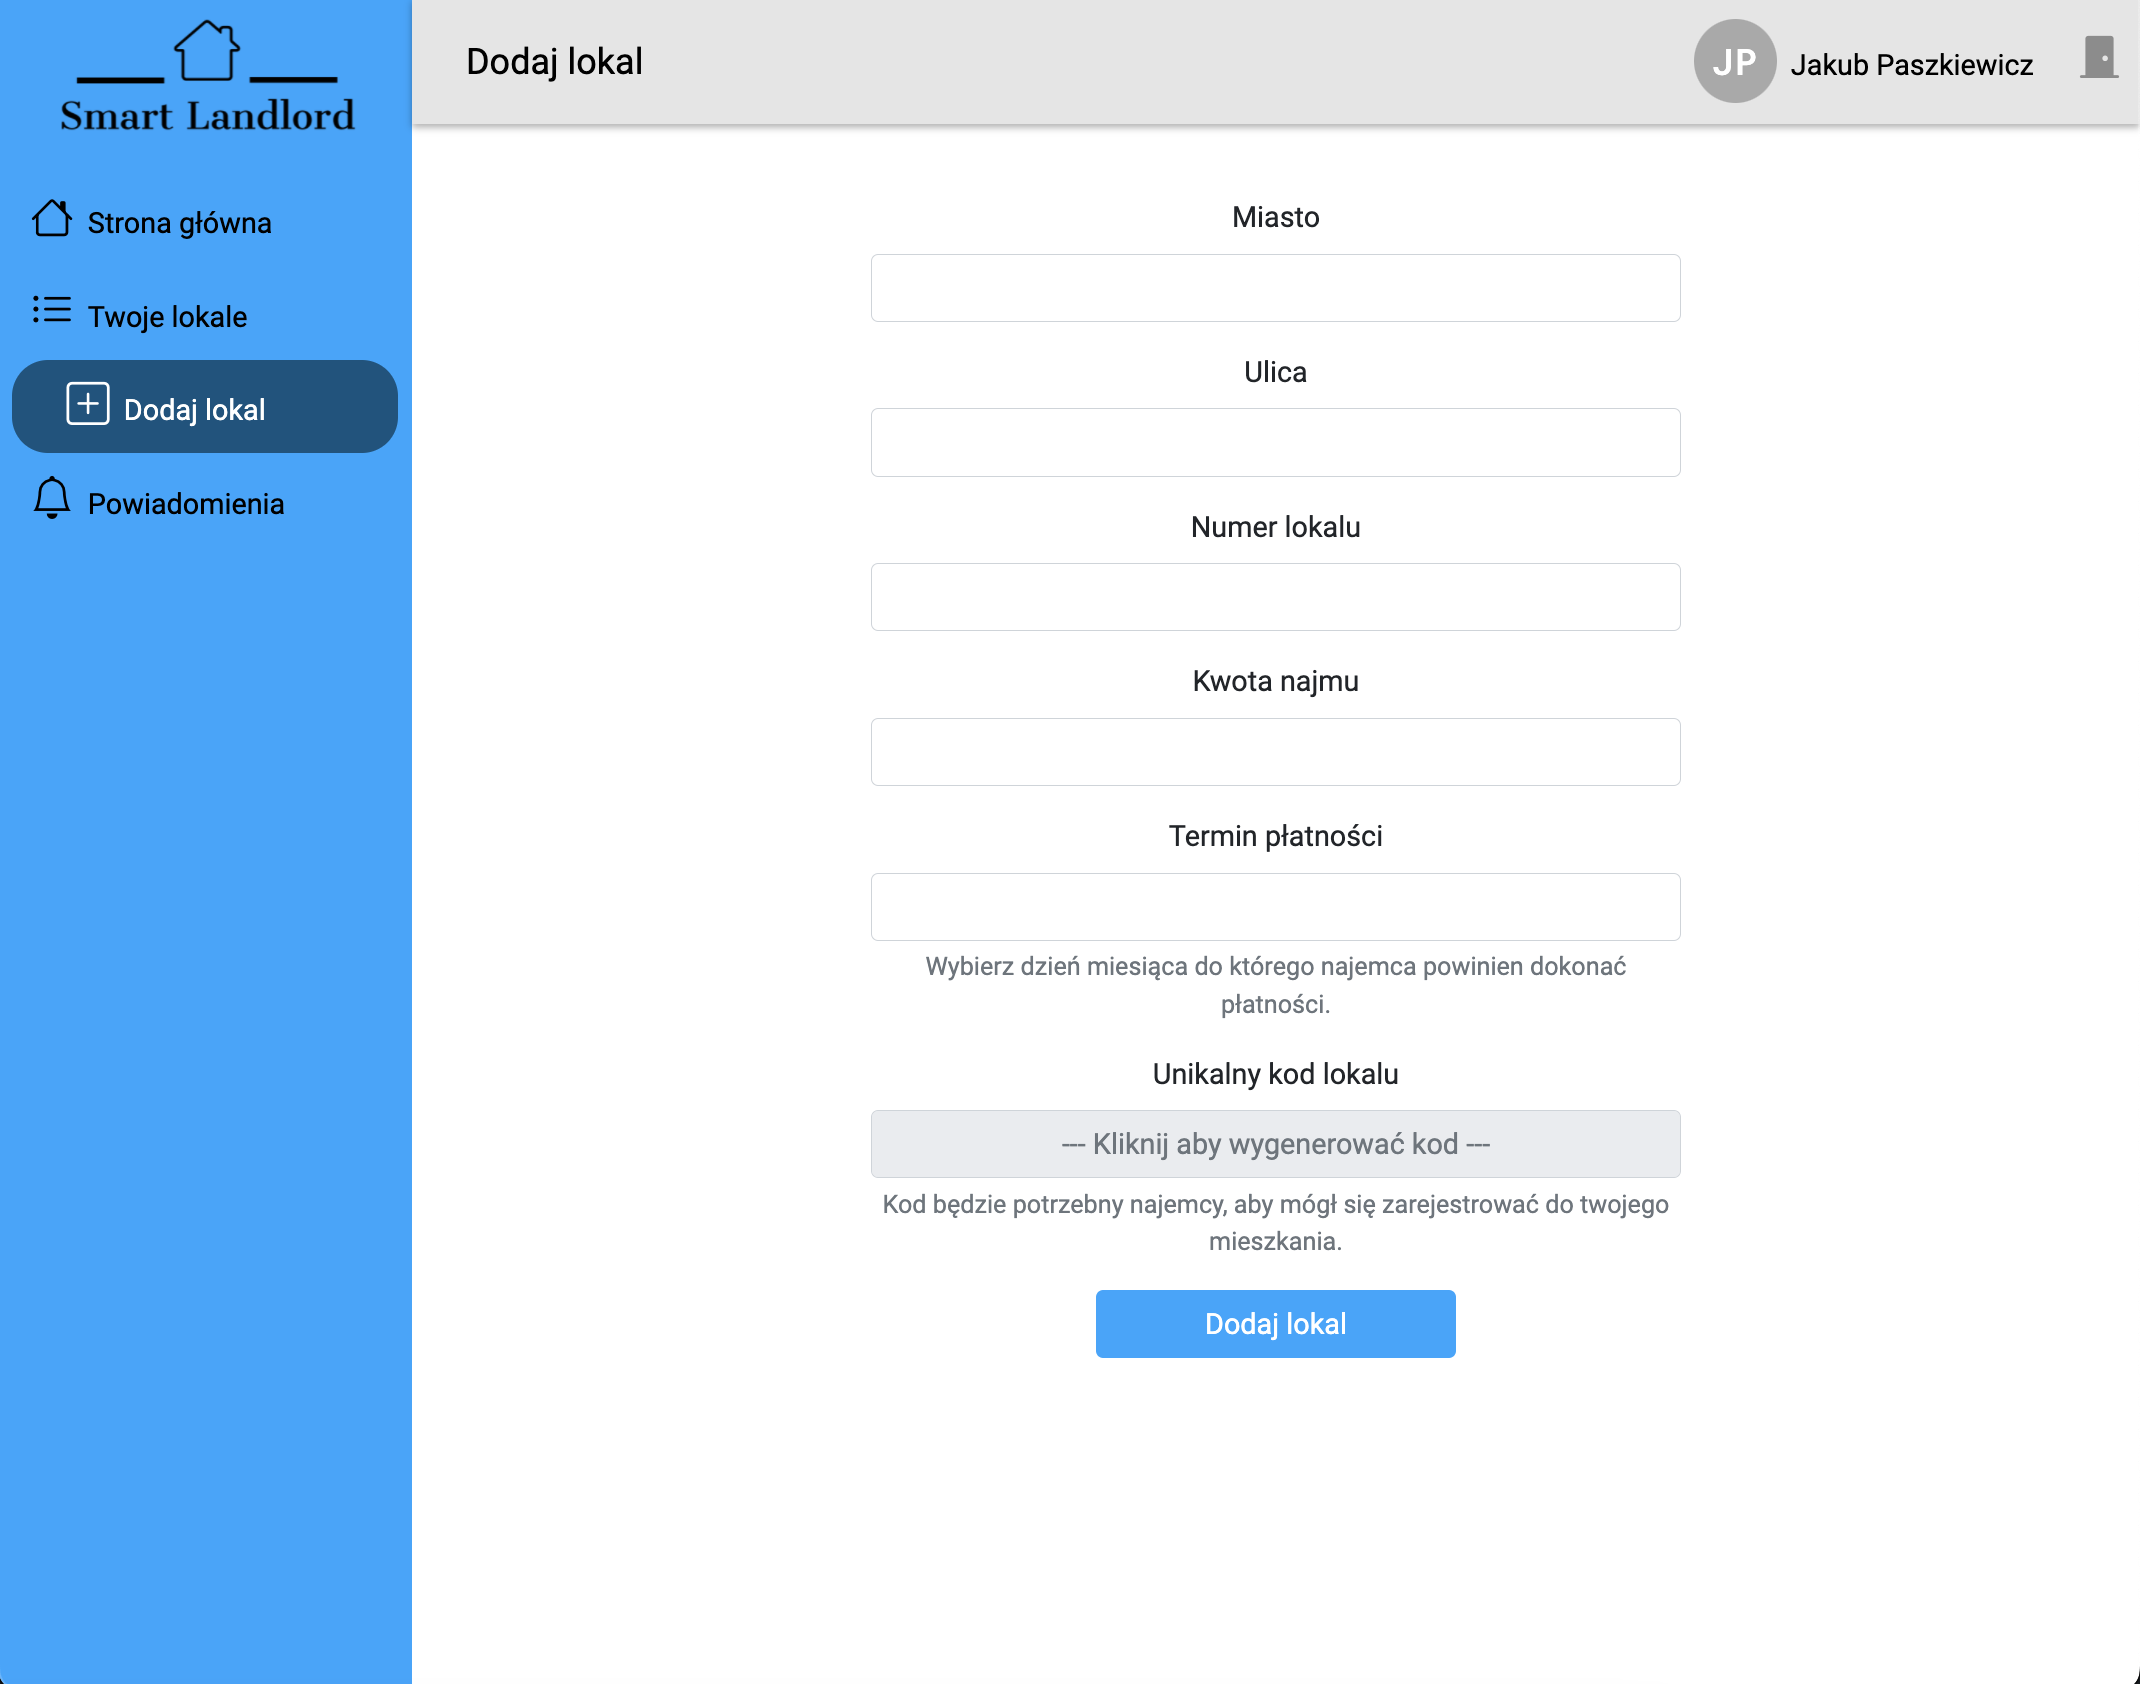 Smart Landlord
Strona główna
Twoje lokale
Dodaj lokal
Powiadomienia
Dodaj lokal
JP
Jakub Paszkiewicz
Miasto
Ulica
Numer lokalu
Kwota najmu
Termin płatności
Wybierz dzień miesiąca do którego najemca powinien dokonać
płatności.
Unikalny kod lokalu
--- Kliknij aby wygenerować kod ---
Kod będzie potrzebny najemcy, aby mógł się zarejestrować do twojego
mieszkania.
Dodaj lokal